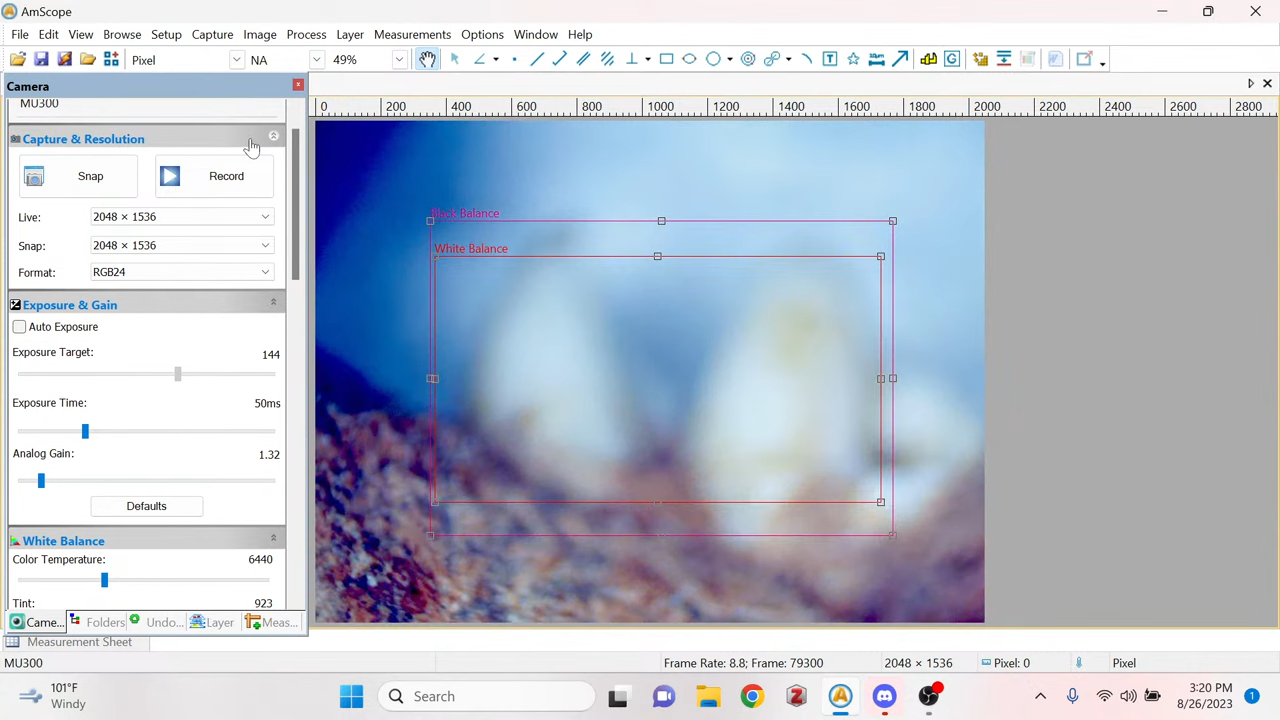 AmScope
File Edit View Browse Setup Capture Image Process Layer Measurements Options Window Help
Pixel NA 49%
Camera
MU300
Capture & Resolution
Snap Record
Live: 2048 × 1536
Snap: 2048 × 1536
Format: RGB24
Exposure & Gain
Auto Exposure
Exposure Target: 144
Exposure Time: 50ms
Analog Gain: 1.32
Defaults
White Balance
Color Temperature: 6440
Tint: 923
Came... Folders Undo... Layer Meas...
0 200 400 600 800 1000 1200 1400 1600 1800 2000 2200 2400 2600 2800
Black Balance
White Balance
Measurement Sheet
MU300 Frame Rate: 8.8; Frame: 79300 2048 × 1536 Pixel: 0 Pixel
101°F
Windy
Search
3:20 PM
8/26/2023
1